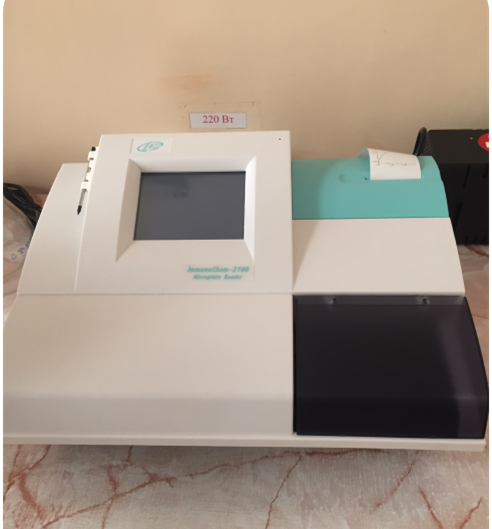 220 Вт
ImmunoChem-2100
Microplate Reader